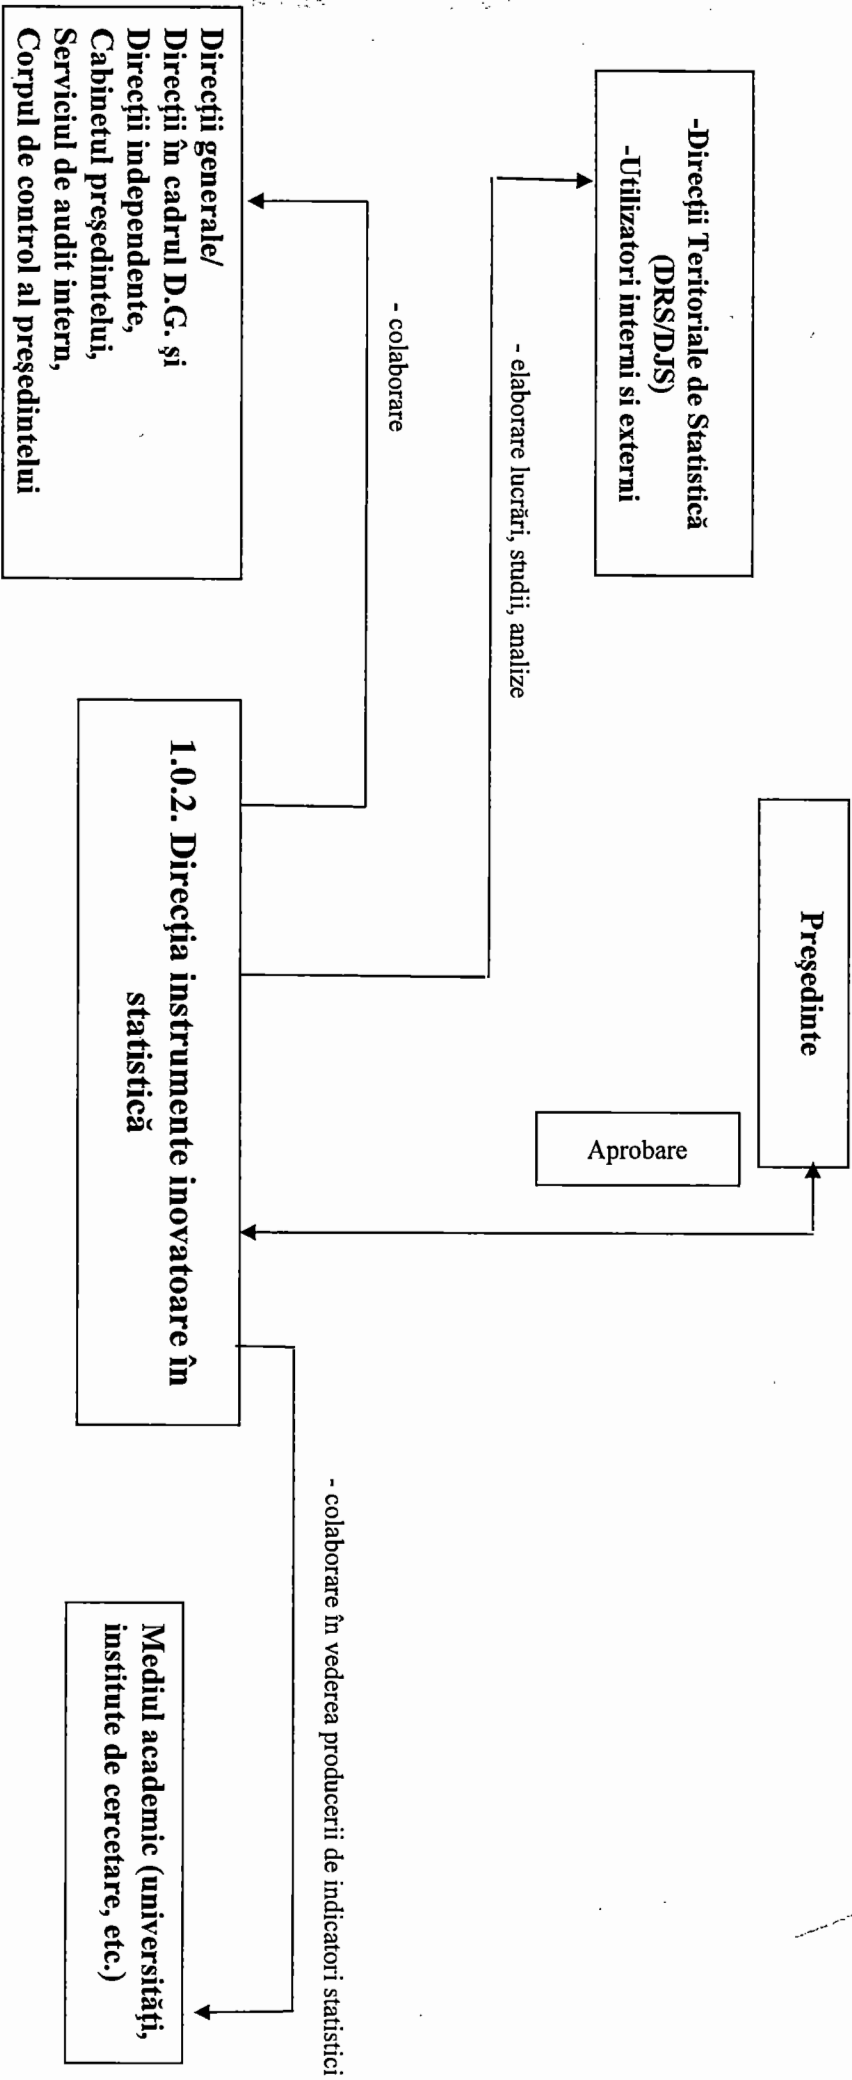 Președinte
-Direcții Teritoriale de Statistică
(DRS/DJS)
-Utilizatori interni si externi
Aprobare
- elaborare lucrări, studii, analize
- colaborare
- colaborare în vederea producerii de indicatori statistici
Direcții generale/
Direcții în cadrul D.G. și
Direcții independente,
Cabinetul președintelui,
Serviciul de audit intern,
Corpul de control al președintelui
1.0.2. Direcția instrumente inovatoare în
statistică
Mediul academic (universități,
institute de cercetare, etc.)